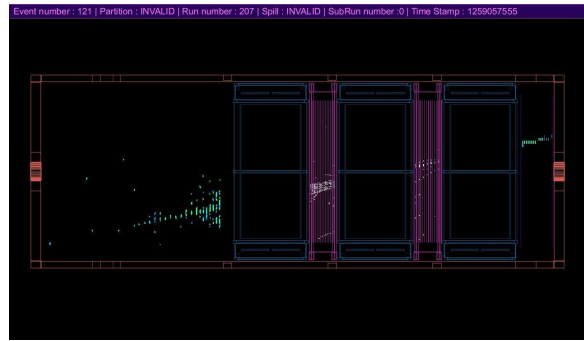 Event number : 121 | Partition : INVALID | Run number : 207 | Spill : INVALID | SubRun number :0 | Time Stamp : 1259057555